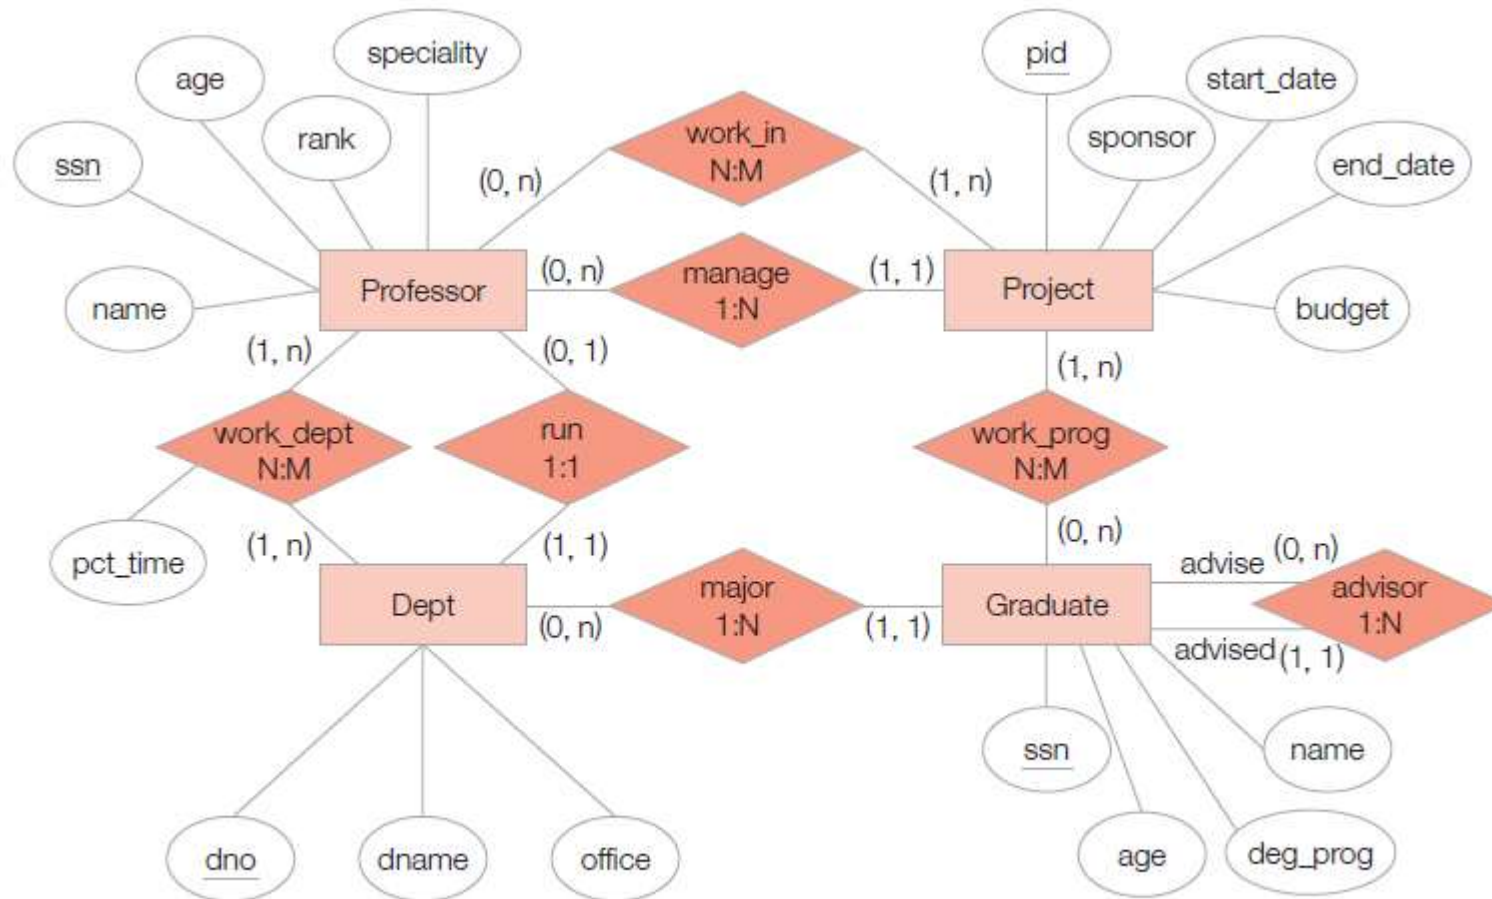 speciality
pid
age
start_date
rank
work_in
N:M
sponsor
ssn
end_date
(0, n)
(1, n)
Professor
(0, n)
manage
1:N
(1, 1)
Project
name
budget
(1, n)
(0, 1)
(1, n)
work_dept
N:M
run
1:1
work_prog
N:M
pct_time
(1, n)
(1, 1)
(0, n)
advise
(0, n)
Dept
(0, n)
major
1:N
(1, 1)
Graduate
advisor
1:N
advised
(1, 1)
ssn
name
dno
dname
office
age
deg_prog